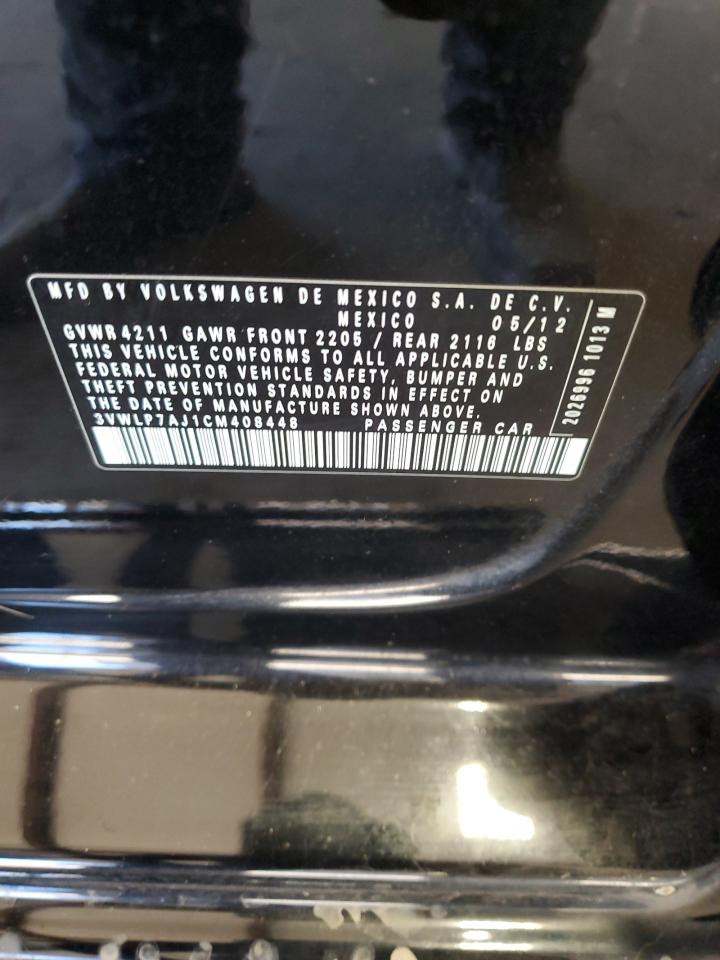 MFD BY VOLKSWAGEN DE MEXICO S.A. DE C.V.
MEXICO 05/12
GVWR 4211 GAWR FRONT 2205 / REAR 2116 LBS
THIS VEHICLE CONFORMS TO ALL APPLICABLE U.S.
FEDERAL MOTOR VEHICLE SAFETY, BUMPER AND
THEFT PREVENTION STANDARDS IN EFFECT ON
THE DATE OF MANUFACTURE SHOWN ABOVE.
3VWLP7AJ1CM408448 PASSENGER CAR
2026996 1013 M